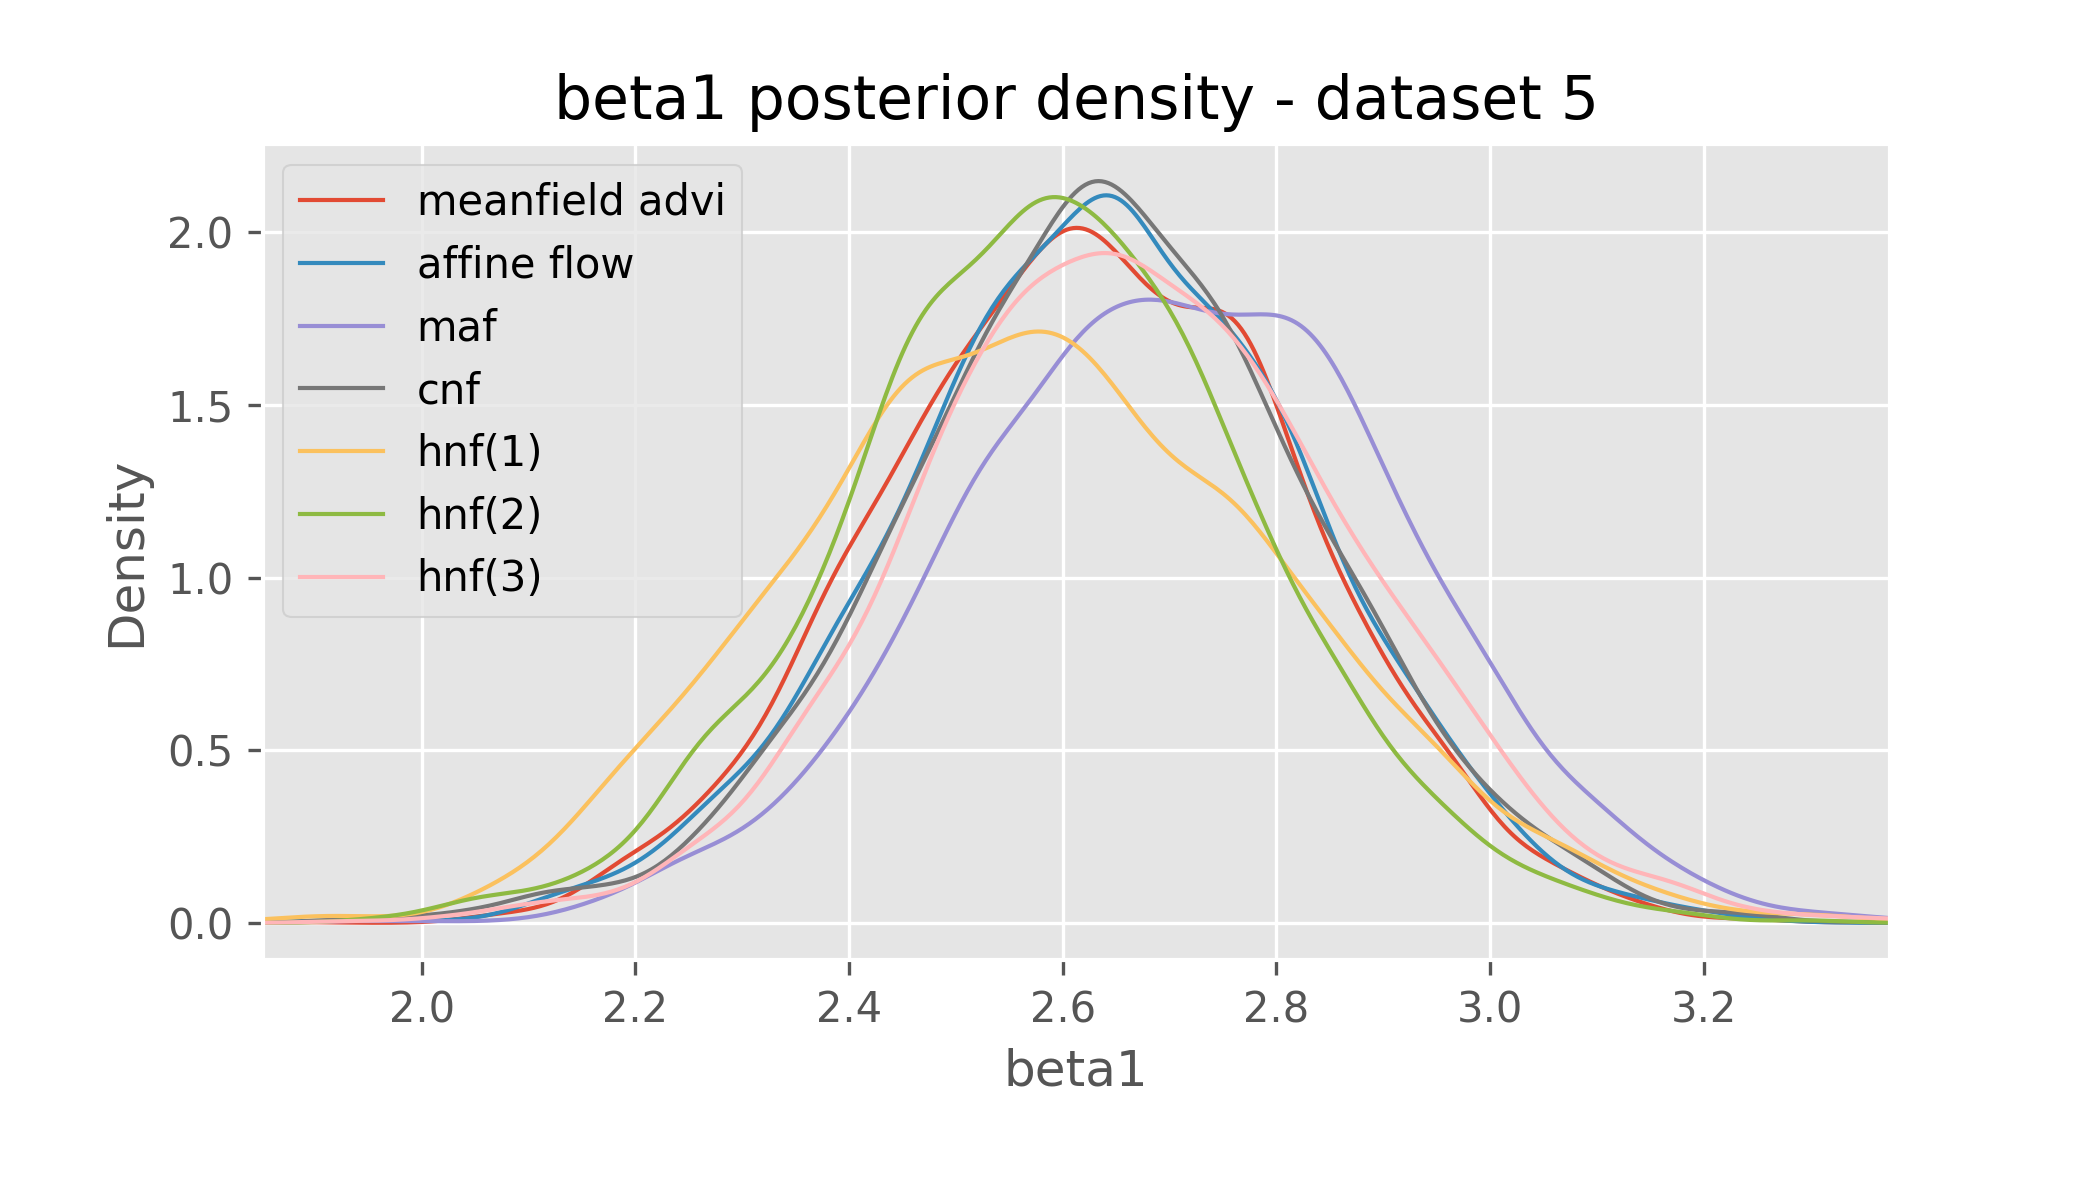 beta1 posterior density - dataset 5
meanfield advi
affine flow
maf
cnf
hnf(1)
hnf(2)
hnf(3)
Density
2.0
1.5
1.0
0.5
0.0
2.0 2.2 2.4 2.6 2.8 3.0 3.2
beta1